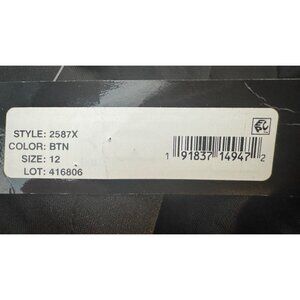 STYLE: 2587X
COLOR: BTN
SIZE: 12
LOT: 416806
1 91837 14947 2